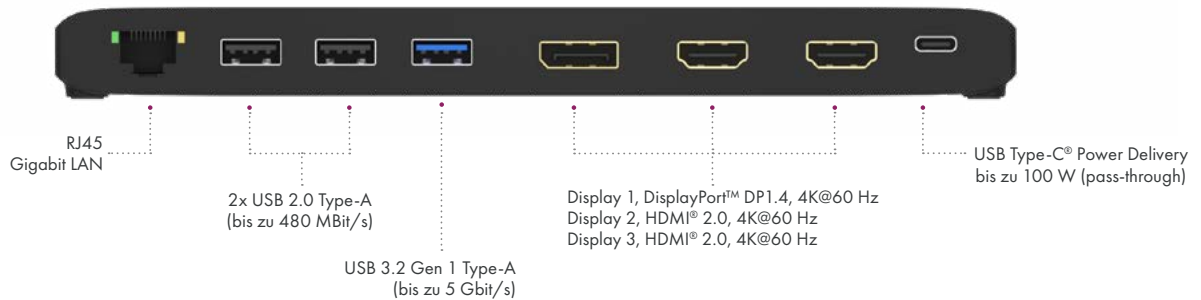 RJ45
Gigabit LAN
2x USB 2.0 Type-A
(bis zu 480 MBit/s)
USB 3.2 Gen 1 Type-A
(bis zu 5 Gbit/s)
Display 1, DisplayPort™ DP1.4, 4K@60 Hz
Display 2, HDMI® 2.0, 4K@60 Hz
Display 3, HDMI® 2.0, 4K@60 Hz
USB Type-C® Power Delivery
bis zu 100 W (pass-through)